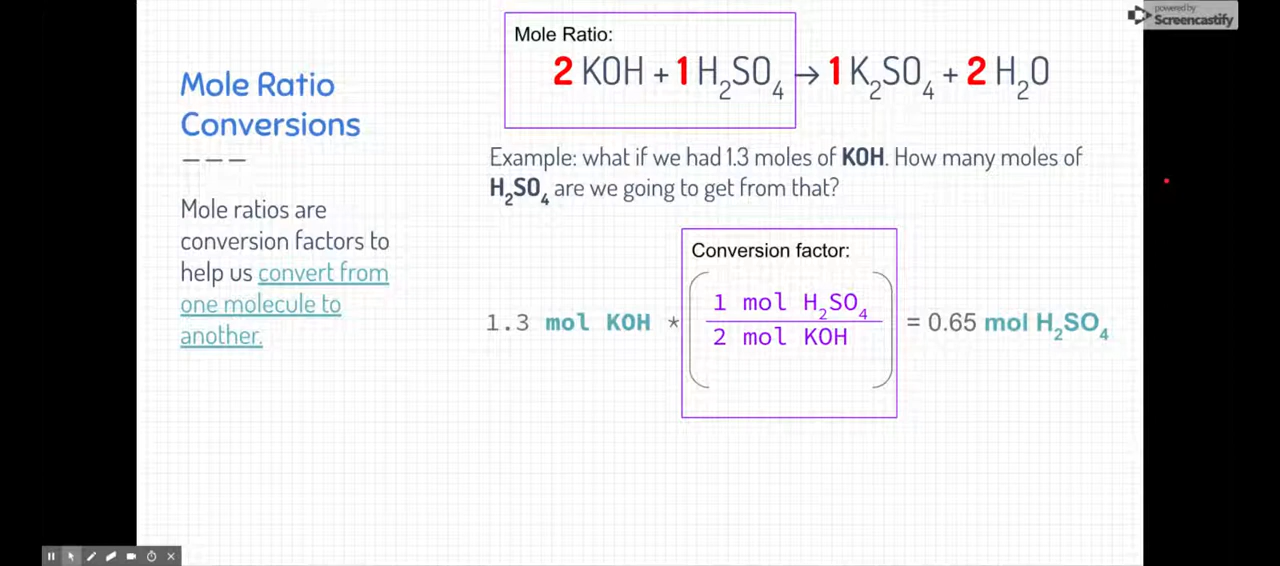 powered by
Screencastify
Mole Ratio:
2 KOH + 1 H₂SO₄ → 1 K₂SO₄ + 2 H₂O
Mole Ratio
Conversions
Example: what if we had 1.3 moles of KOH. How many moles of
H₂SO₄ are we going to get from that?
Mole ratios are
conversion factors to
help us convert from
one molecule to
another.
Conversion factor:
1 mol H₂SO₄
1.3 mol KOH * = 0.65 mol H₂SO₄
2 mol KOH